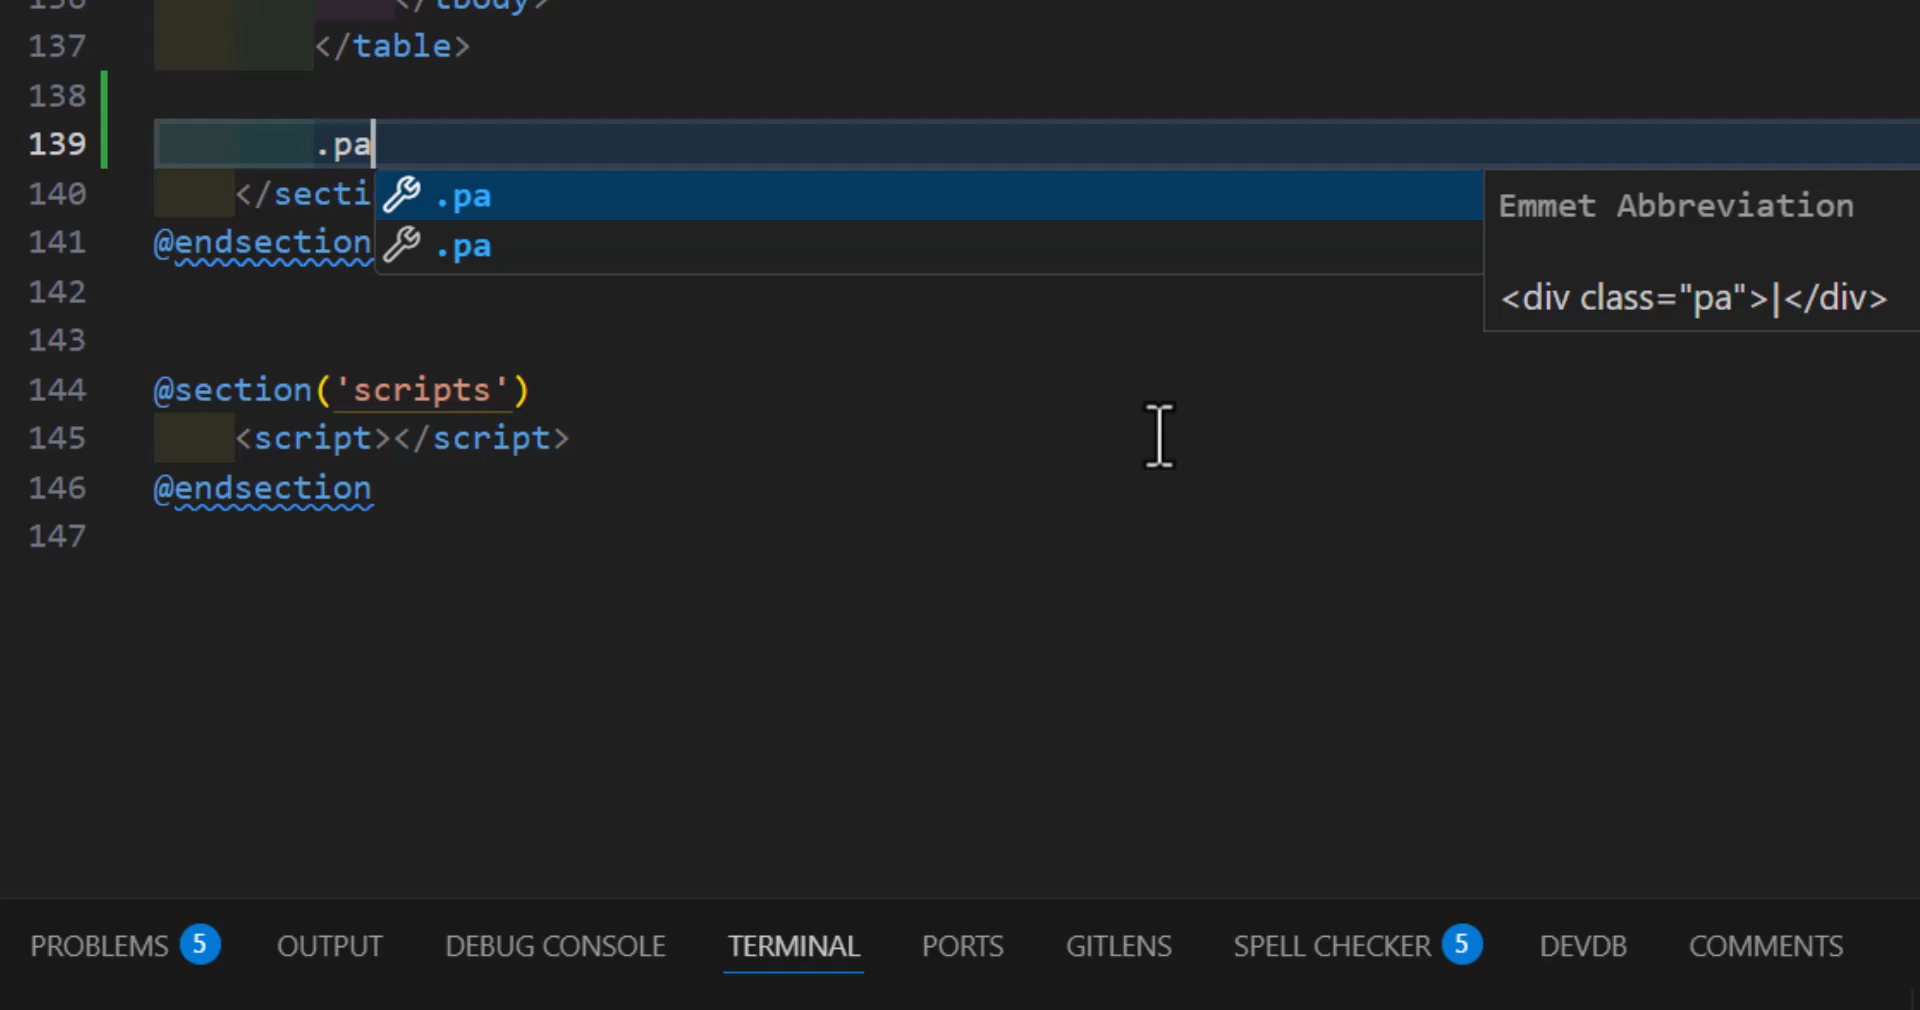 136 </tbody>
137 </table>
138
139 .pa
.pa
.pa
Emmet Abbreviation
<div class="pa">|</div>
140 </secti
141 @endsection
142
143
144 @section('scripts')
145 <script></script>
146 @endsection
147
PROBLEMS 5 OUTPUT DEBUG CONSOLE TERMINAL PORTS GITLENS SPELL CHECKER 5 DEVDB COMMENTS